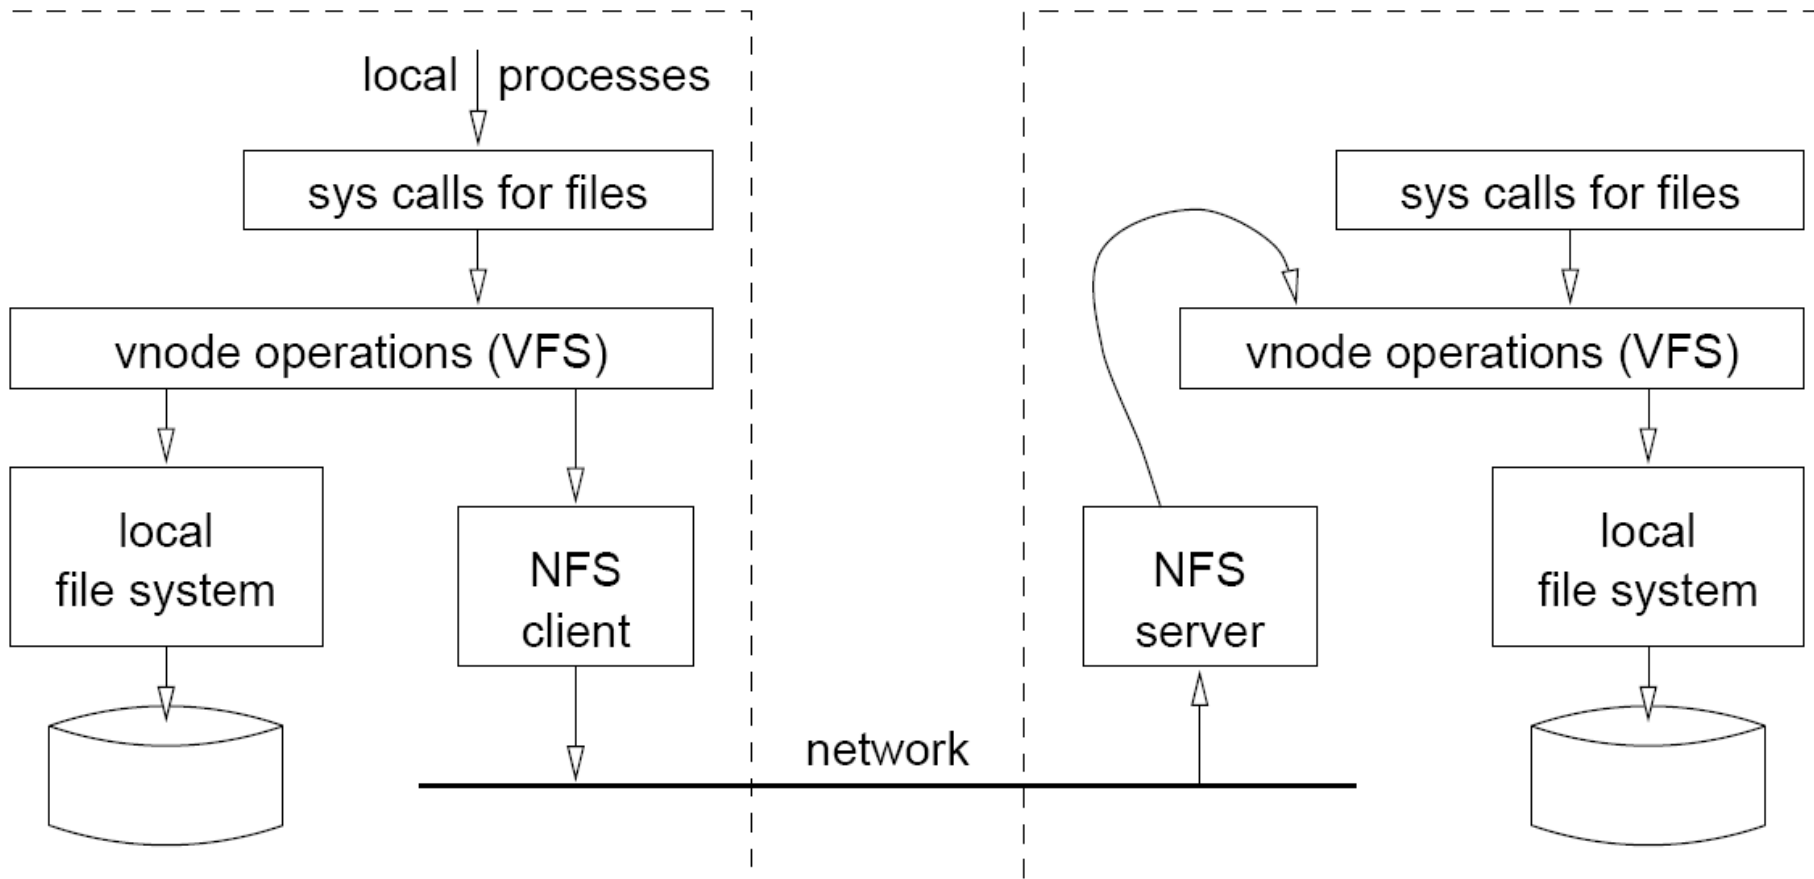 local processes
sys calls for files
vnode operations (VFS)
local
file system
NFS
client
network
sys calls for files
vnode operations (VFS)
NFS
server
local
file system